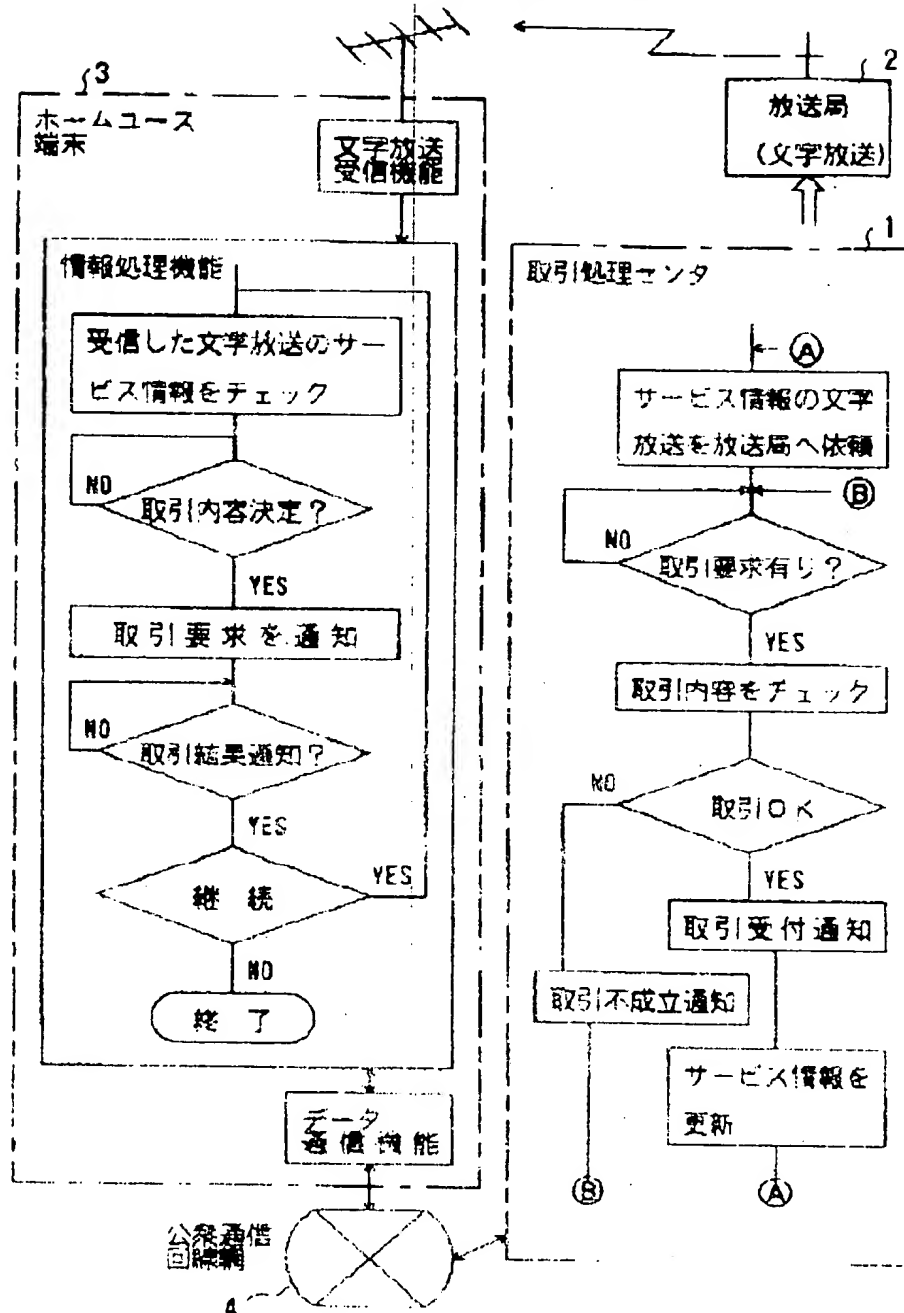 3
ホームユース
端末
文字放送
受信機能
2
放送局
(文字放送)
1
取引処理センタ
情報処理機能
受信した文字放送のサー
ビス情報をチェック
NO
取引内容決定?
YES
取引要求を通知
NO
取引結果通知?
YES
継続
YES
NO
終了
データ
通信機能
公衆通信
回線網
4
A
サービス情報の文字
放送を放送局へ依頼
B
NO
取引要求有り?
YES
取引内容をチェック
NO
取引OK
YES
取引受付通知
取引不成立通知
サービス情報を
更新
B
A